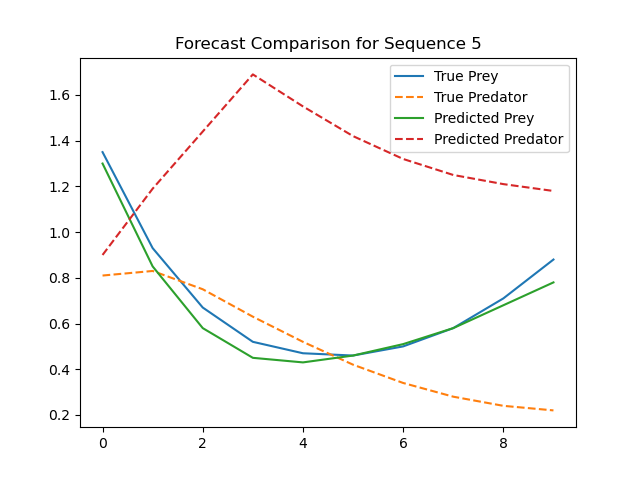 Forecast Comparison for Sequence 5
True Prey
True Predator
Predicted Prey
Predicted Predator
1.6
1.4
1.2
1.0
0.8
0.6
0.4
0.2
0 2 4 6 8